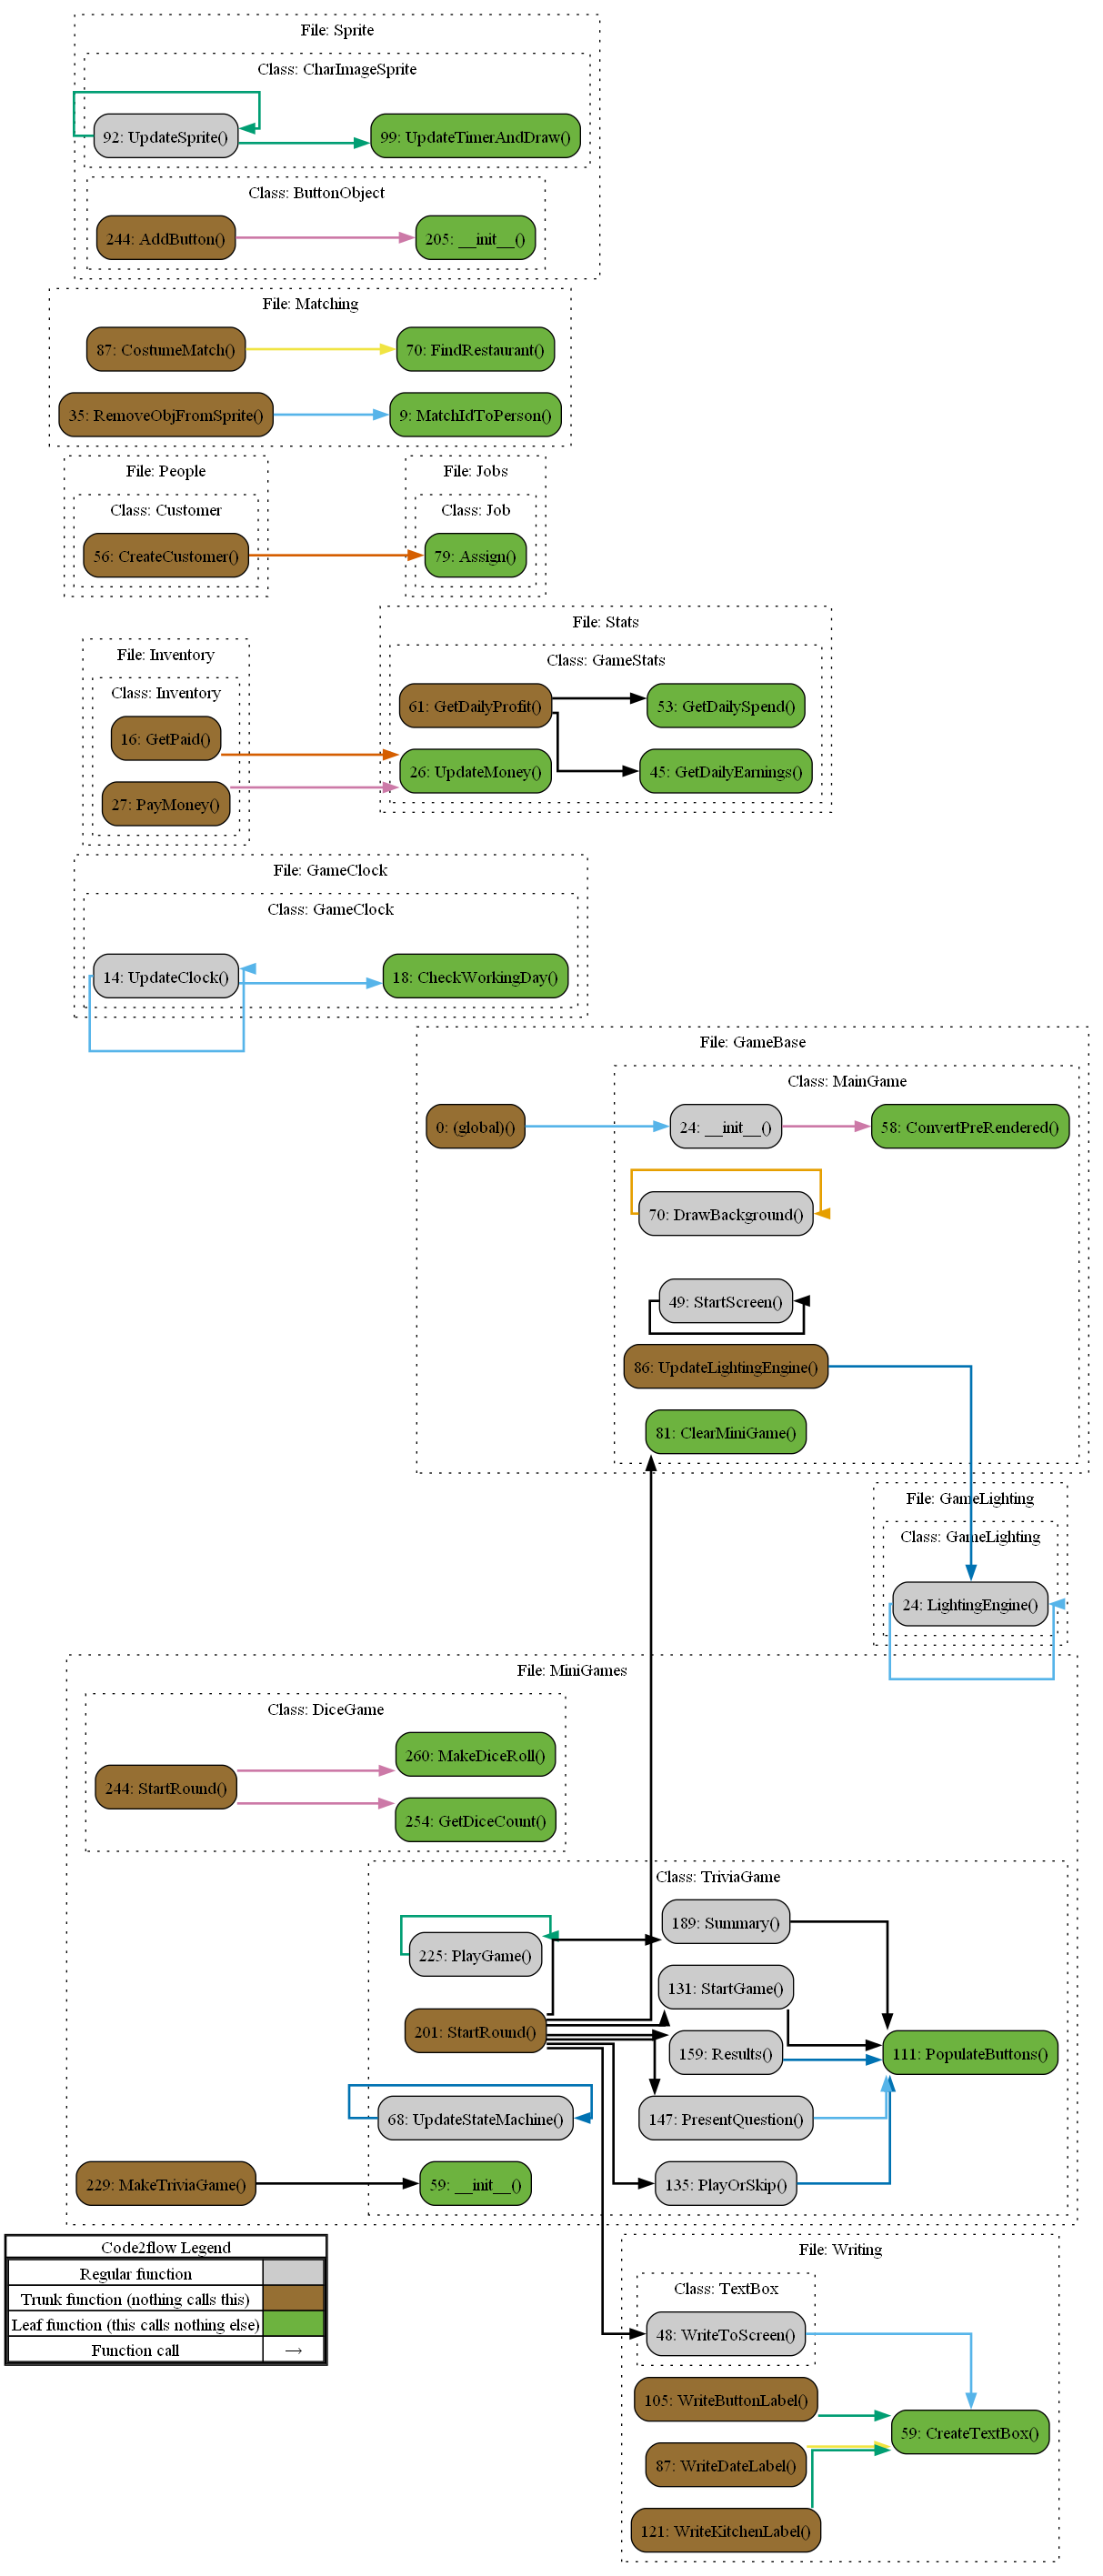 File: Sprite
Class: CharImageSprite
92: UpdateSprite()
99: UpdateTimerAndDraw()
Class: ButtonObject
244: AddButton()
205: __init__()
File: Matching
87: CostumeMatch()
70: FindRestaurant()
35: RemoveObjFromSprite()
9: MatchIdToPerson()
File: People
Class: Customer
56: CreateCustomer()
File: Jobs
Class: Job
79: Assign()
File: Inventory
Class: Inventory
16: GetPaid()
27: PayMoney()
File: Stats
Class: GameStats
61: GetDailyProfit()
53: GetDailySpend()
26: UpdateMoney()
45: GetDailyEarnings()
File: GameClock
Class: GameClock
14: UpdateClock()
18: CheckWorkingDay()
File: GameBase
Class: MainGame
0: (global)()
24: __init__()
58: ConvertPreRendered()
70: DrawBackground()
49: StartScreen()
86: UpdateLightingEngine()
81: ClearMiniGame()
File: GameLighting
Class: GameLighting
24: LightingEngine()
File: MiniGames
Class: DiceGame
260: MakeDiceRoll()
244: StartRound()
254: GetDiceCount()
Class: TriviaGame
189: Summary()
225: PlayGame()
131: StartGame()
201: StartRound()
159: Results()
111: PopulateButtons()
68: UpdateStateMachine()
147: PresentQuestion()
229: MakeTriviaGame()
59: __init__()
135: PlayOrSkip()
Code2flow Legend
Regular function
Trunk function (nothing calls this)
Leaf function (this calls nothing else)
Function call →
File: Writing
Class: TextBox
48: WriteToScreen()
105: WriteButtonLabel()
59: CreateTextBox()
87: WriteDateLabel()
121: WriteKitchenLabel()